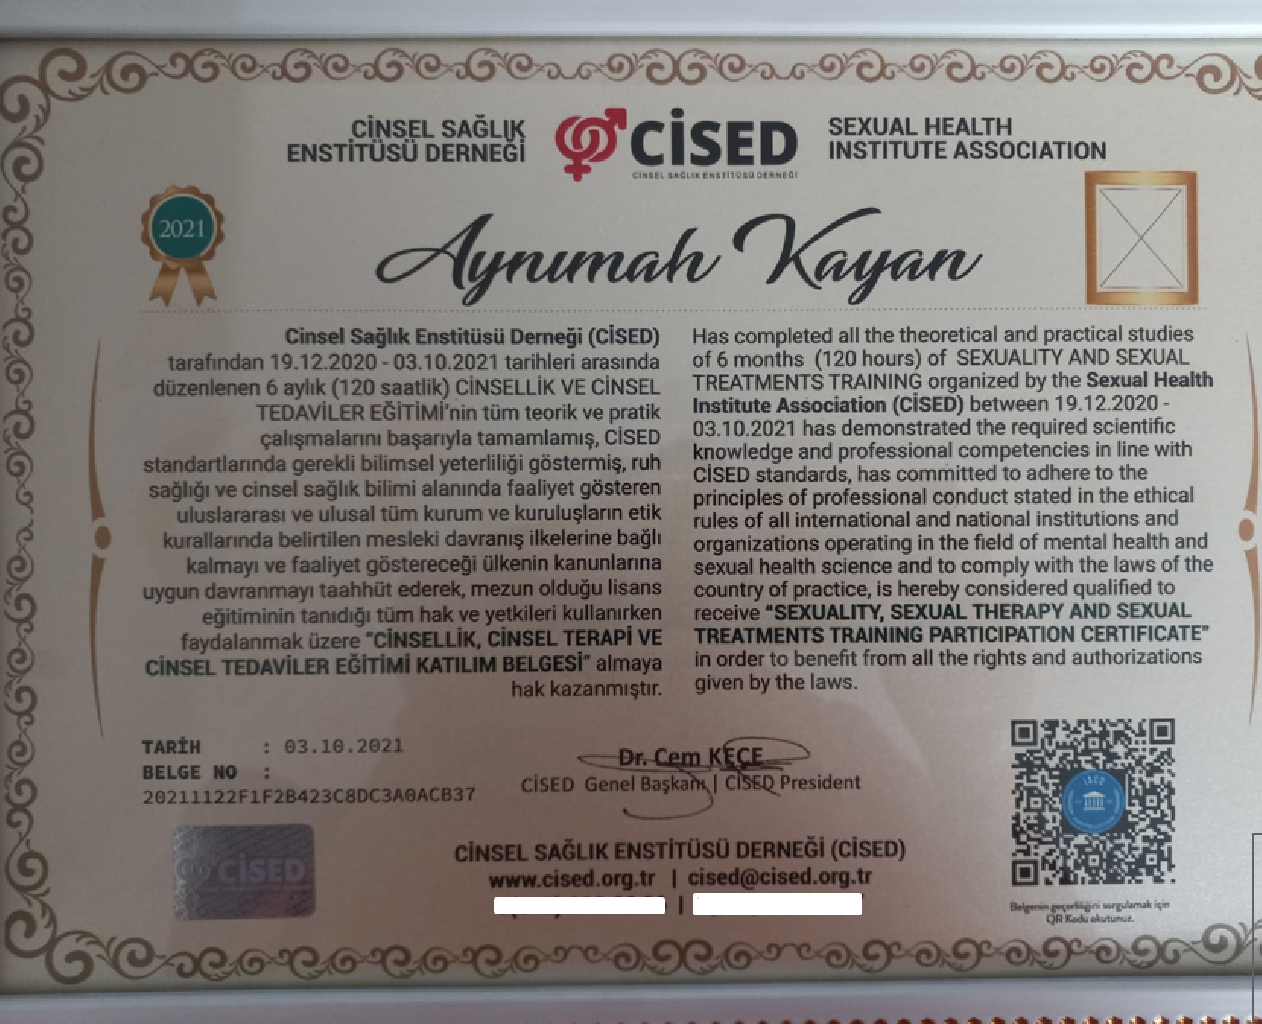 CİNSEL SAĞLIK
ENSTİTÜSÜ DERNEĞİ
CİSED
CİNSEL SAĞLIK ENSTİTÜSÜ DERNEĞİ
SEXUAL HEALTH
INSTITUTE ASSOCIATION
2021
Aynımah Kayan
Cinsel Sağlık Enstitüsü Derneği (CİSED)
tarafından 19.12.2020 - 03.10.2021 tarihleri arasında
düzenlenen 6 aylık (120 saatlik) CİNSELLİK VE CİNSEL
TEDAVİLER EĞİTİMİ'nin tüm teorik ve pratik
çalışmalarını başarıyla tamamlamış, CİSED
standartlarında gerekli bilimsel yeterliliği göstermiş, ruh
sağlığı ve cinsel sağlık bilimi alanında faaliyet gösteren
uluslararası ve ulusal tüm kurum ve kuruluşların etik
kurallarında belirtilen mesleki davranış ilkelerine bağlı
kalmayı ve faaliyet göstereceği ülkenin kanunlarına
uygun davranmayı taahhüt ederek, mezun olduğu lisans
eğitiminin tanıdığı tüm hak ve yetkileri kullanırken
faydalanmak üzere "CİNSELLİK, CİNSEL TERAPİ VE
CİNSEL TEDAVİLER EĞİTİMİ KATILIM BELGESİ" almaya
hak kazanmıştır.
Has completed all the theoretical and practical studies
of 6 months (120 hours) of SEXUALITY AND SEXUAL
TREATMENTS TRAINING organized by the Sexual Health
Institute Association (CİSED) between 19.12.2020 -
03.10.2021 has demonstrated the required scientific
knowledge and professional competencies in line with
CİSED standards, has committed to adhere to the
principles of professional conduct stated in the ethical
rules of all international and national institutions and
organizations operating in the field of mental health and
sexual health science and to comply with the laws of the
country of practice, is hereby considered qualified to
receive "SEXUALITY, SEXUAL THERAPY AND SEXUAL
TREATMENTS TRAINING PARTICIPATION CERTIFICATE"
in order to benefit from all the rights and authorizations
given by the laws.
TARİH : 03.10.2021
BELGE NO :
20211122F1F2B423C8DC3A0ACB37
Dr. Cem KEÇE
CİSED Genel Başkanı | CİSED President
CİSED
CİNSEL SAĞLIK ENSTİTÜSÜ DERNEĞİ (CİSED)
www.cised.org.tr | cised@cised.org.tr
Belgenin geçerliliğini sorgulamak için
QR Kodu okutunuz.